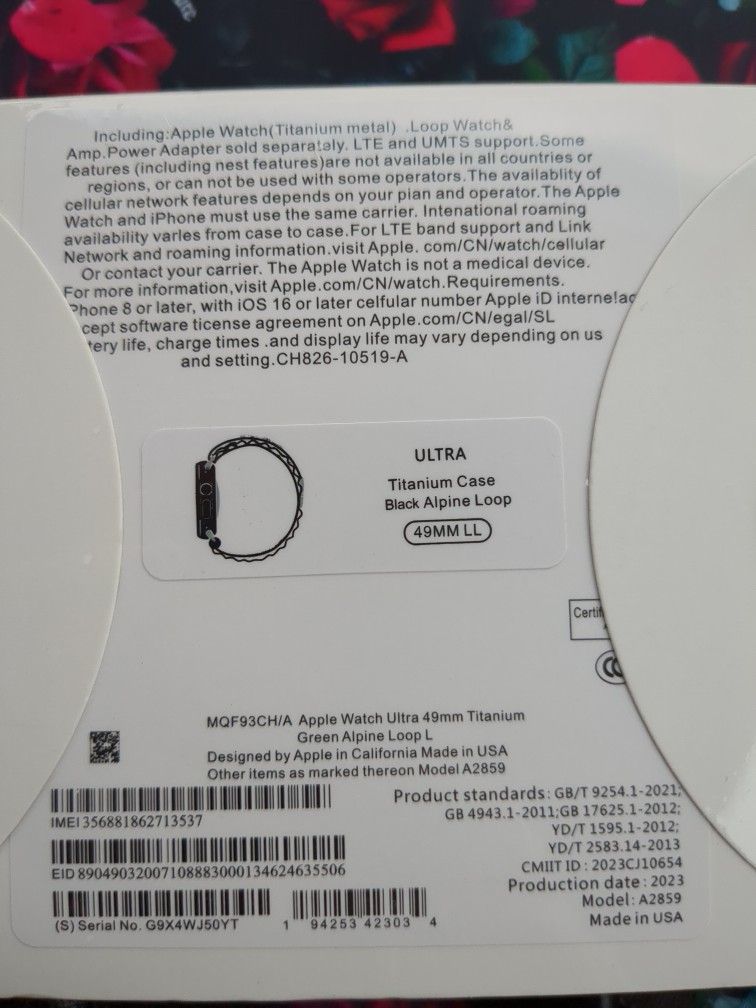 Including:Apple Watch(Titanium metal) .Loop Watch&
Amp.Power Adapter sold separately. LTE and UMTS support.Some
features (including nest features)are not available in all countries or
regions, or can not be used with some operators.The availablity of
cellular network features depends on your pian and operator.The Apple
Watch and iPhone must use the same carrier. Intenational roaming
availability varies from case to case.For LTE band support and Link
Network and roaming information.visit Apple. com/CN/watch/cellular
Or contact your carrier. The Apple Watch is not a medical device.
For more information,visit Apple.com/CN/watch.Requirements.
Phone 8 or later, with iOS 16 or later celfular number Apple iD interne!ac
cept software ticense agreement on Apple.com/CN/egal/SL
tery life, charge times .and display life may vary depending on us
and setting.CH826-10519-A
ULTRA
Titanium Case
Black Alpine Loop
49MM LL
Certif
MQF93CH/A Apple Watch Ultra 49mm Titanium
Green Alpine Loop L
Designed by Apple in California Made in USA
Other items as marked thereon Model A2859
IMEI 356881862713537
EID 89049032007108883000134624635506
(S) Serial No. G9X4WJ50YT
1 94253 42303 4
Product standards: GB/T 9254.1-2021;
GB 4943.1-2011;GB 17625.1-2012;
YD/T 1595.1-2012;
YD/T 2583.14-2013
CMIIT ID : 2023CJ10654
Production date : 2023
Model: A2859
Made in USA